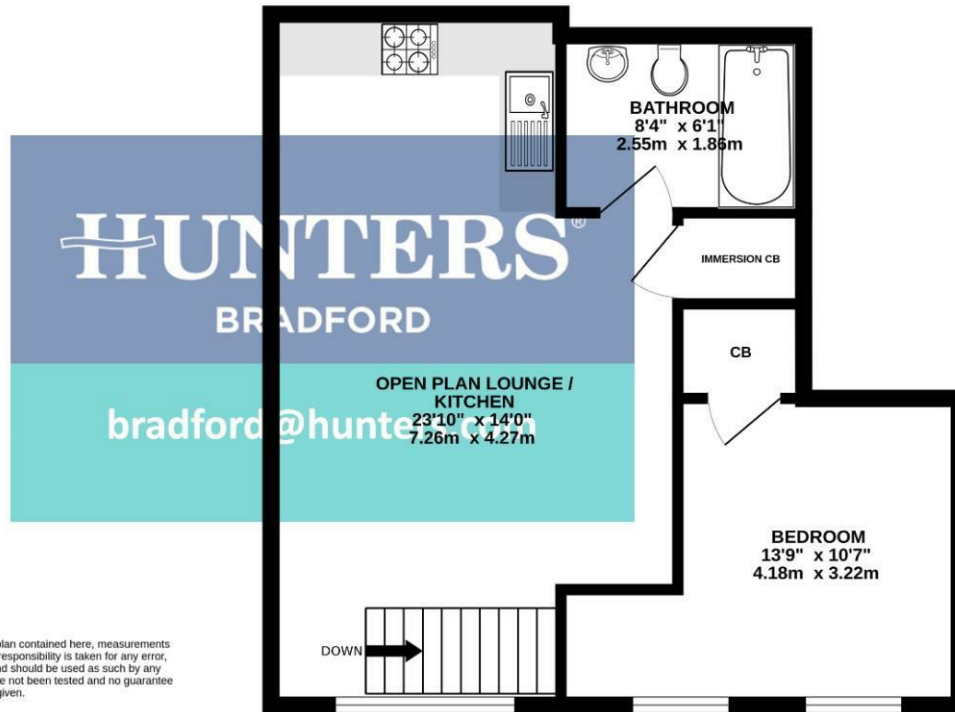 BATHROOM
8'4" x 6'1"
2.55m x 1.86m
HUNTERS®
BRADFORD
IMMERSION CB
CB
OPEN PLAN LOUNGE /
KITCHEN
23'10" x 14'0"
7.26m x 4.27m
bradford@hunters.com
BEDROOM
13'9" x 10'7"
4.18m x 3.22m
DOWN
plan contained here, measurements
responsibility is taken for any error,
nd should be used as such by any
e not been tested and no guarantee
given.